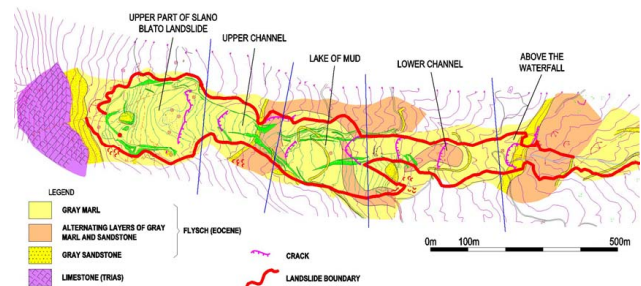 UPPER PART OF SLANO
BLATO LANDSLIDE
UPPER CHANNEL
LAKE OF MUD
LOWER CHANNEL
ABOVE THE
WATERFALL
LEGEND
GRAY MARL
ALTERNATING LAYERS OF GRAY
MARL AND SANDSTONE
GRAY SANDSTONE
LIMESTONE (TRIAS)
FLYSCH (EOCENE)
CRACK
LANDSLIDE BOUNDARY
0m 100m 500m